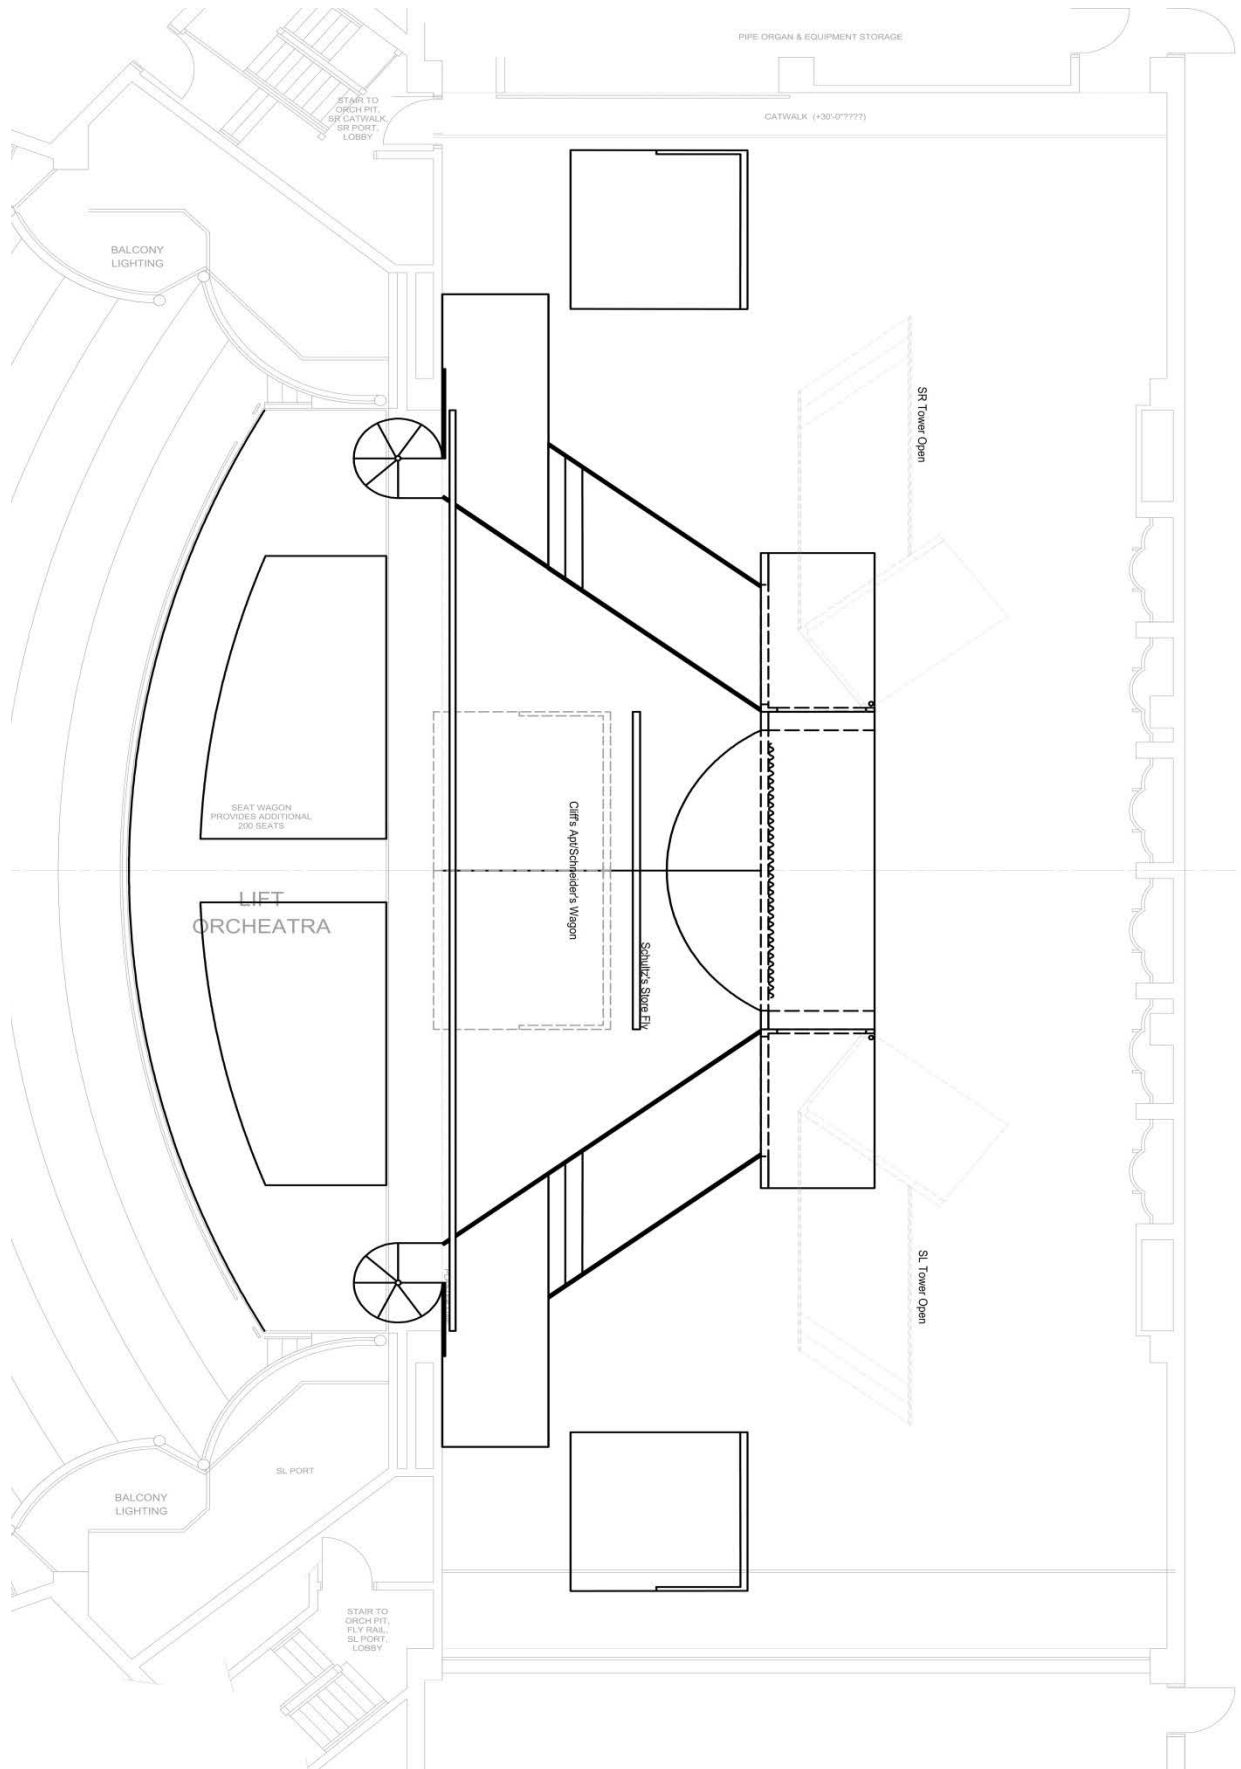 PIPE ORGAN & EQUIPMENT STORAGE
STAIR TO
ORCH PIT,
SR CATWALK,
SR PORT,
LOBBY
CATWALK (+30'-0"????)
BALCONY
LIGHTING
SR Tower Open
SEAT WAGON
PROVIDES ADDITIONAL
200 SEATS
LIFT
ORCHEATRA
Cliff's Apt/Schneider's Wagon
Schultz's Store Fly
SL Tower Open
SL PORT
BALCONY
LIGHTING
STAIR TO
ORCH PIT,
FLY RAIL,
SL PORT,
LOBBY